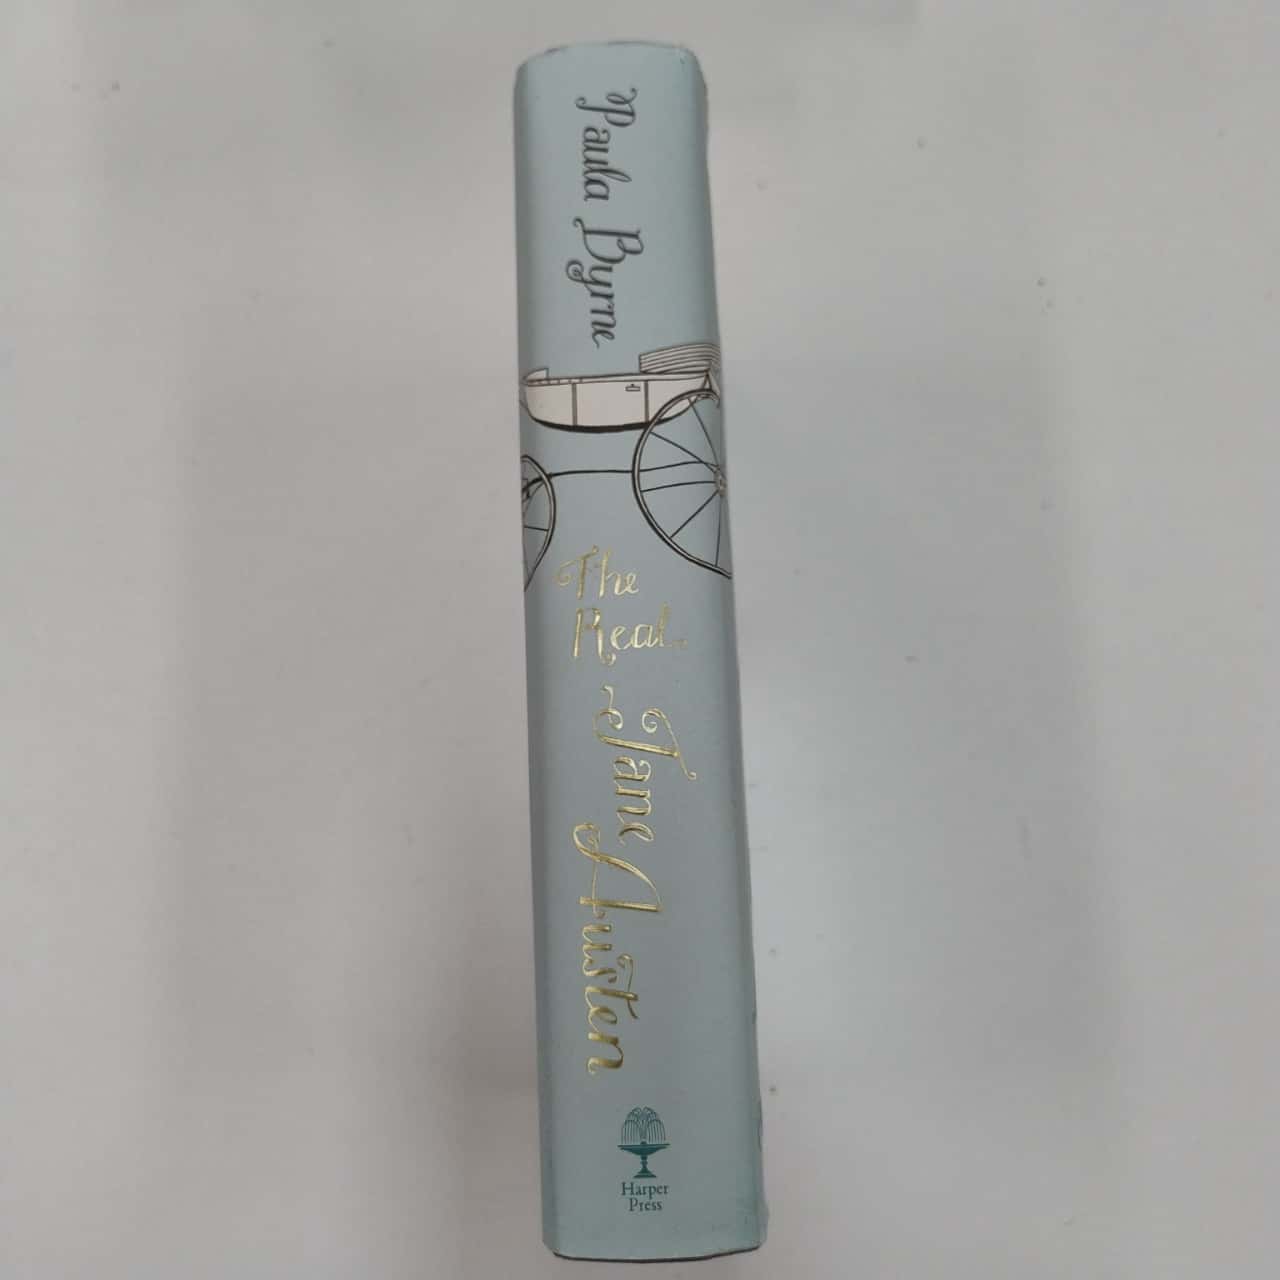 Paula Byrne
The
Real
Jane
Austen
Harper
Press